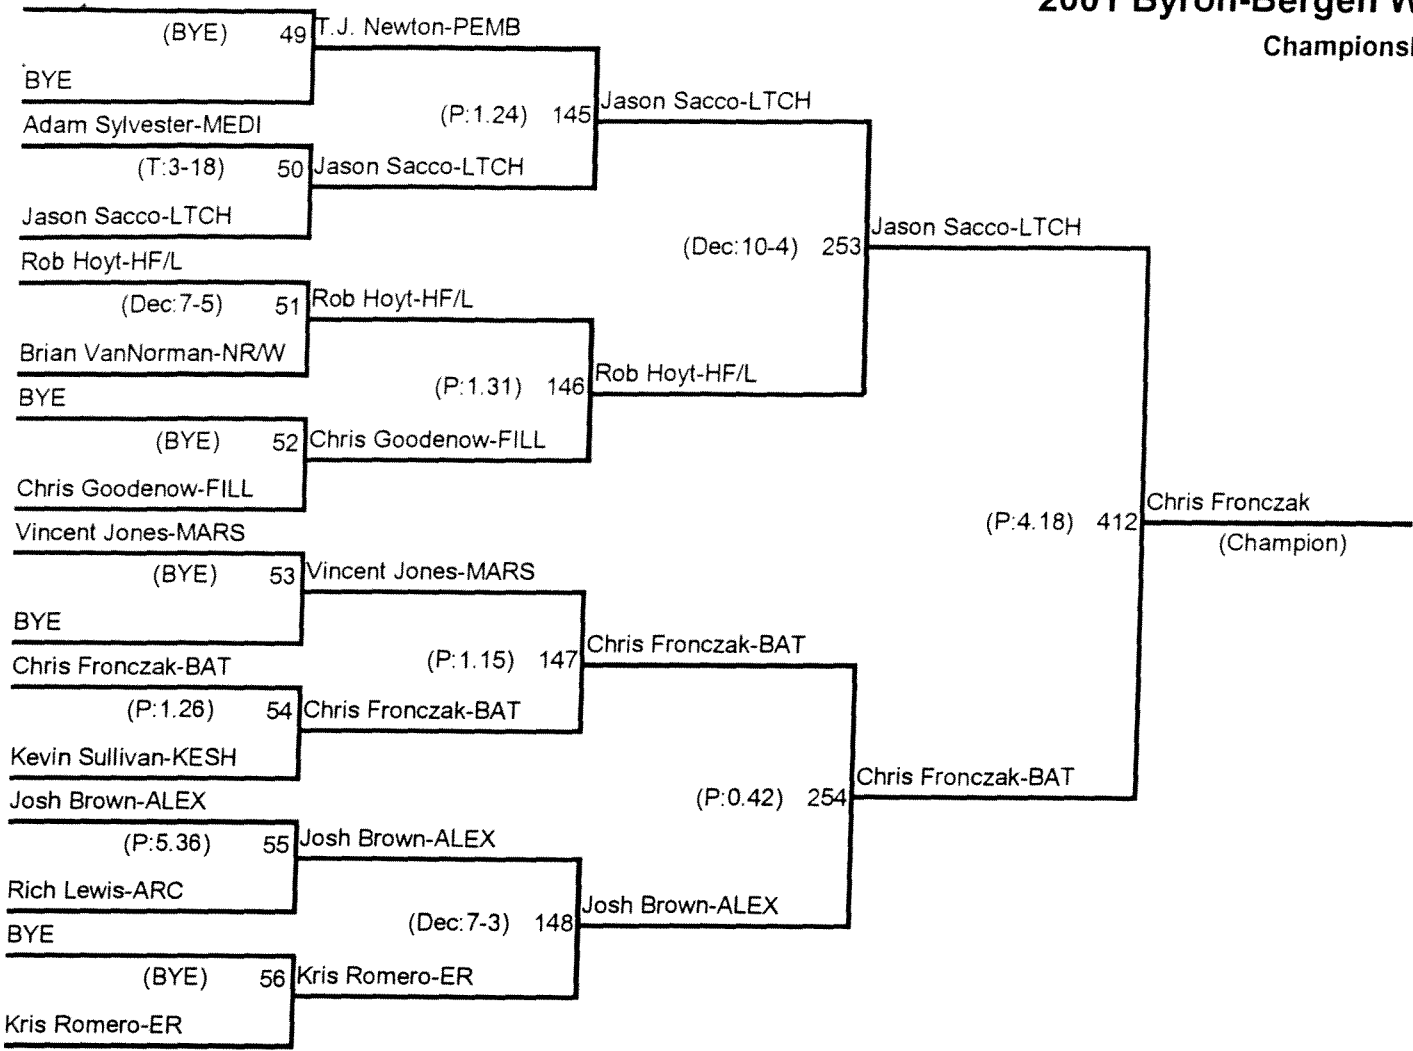 2001 Byron-Bergen
(BYE) 49 T.J. Newton-PEMB
BYE
Adam Sylvester-MEDI
(P:1.24) 145 Jason Sacco-LTCH
(T:3-18) 50 Jason Sacco-LTCH
Jason Sacco-LTCH
(Dec:10-4) 253 Jason Sacco-LTCH
Rob Hoyt-HF/L
(Dec:7-5) 51 Rob Hoyt-HF/L
Brian VanNorman-NR/W
(P:1.31) 146 Rob Hoyt-HF/L
BYE
(BYE) 52 Chris Goodenow-FILL
Chris Goodenow-FILL
(P:4.18) 412 Chris Fronczak
(Champion)
Vincent Jones-MARS
(BYE) 53 Vincent Jones-MARS
BYE
(P:1.15) 147 Chris Fronczak-BAT
Chris Fronczak-BAT
(P:1.26) 54 Chris Fronczak-BAT
Kevin Sullivan-KESH
(P:0.42) 254 Chris Fronczak-BAT
Josh Brown-ALEX
(P:5.36) 55 Josh Brown-ALEX
Rich Lewis-ARC
(Dec:7-3) 148 Josh Brown-ALEX
BYE
(BYE) 56 Kris Romero-ER
Kris Romero-ER